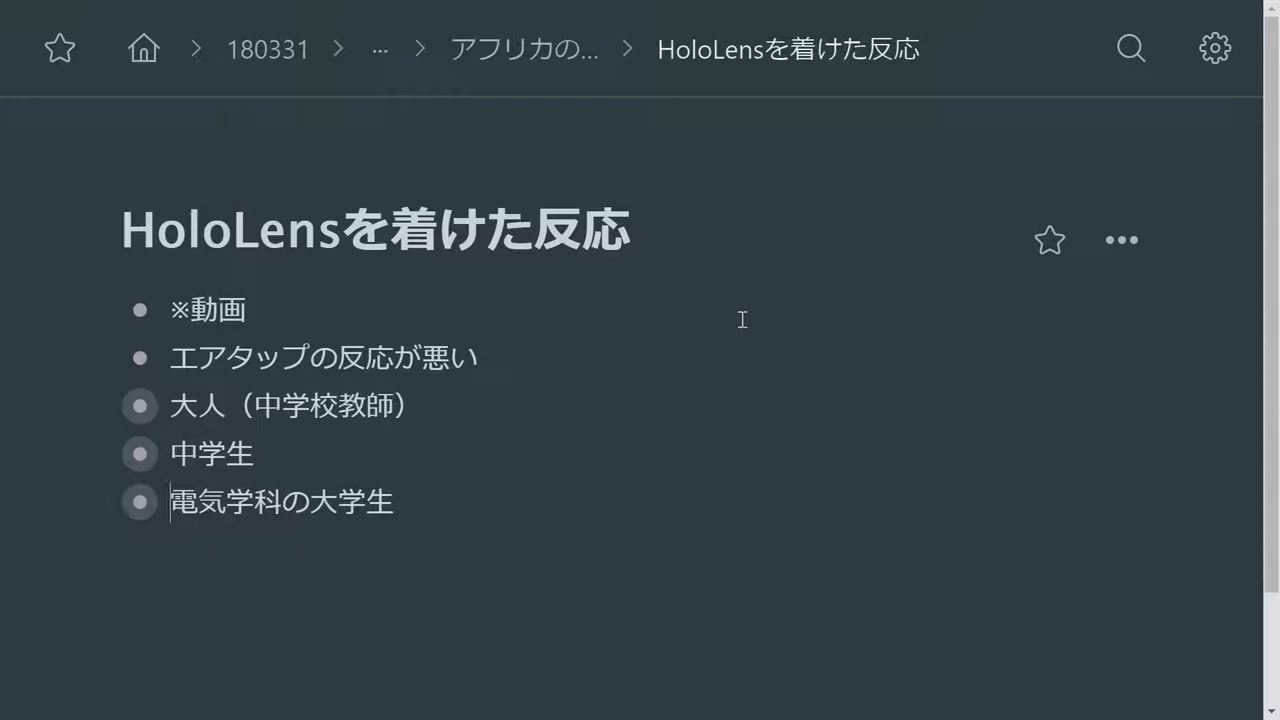 180331 ... アフリカの... HoloLensを着けた反応
HoloLensを着けた反応
※動画
エアタップの反応が悪い
大人（中学校教師）
中学生
電気学科の大学生